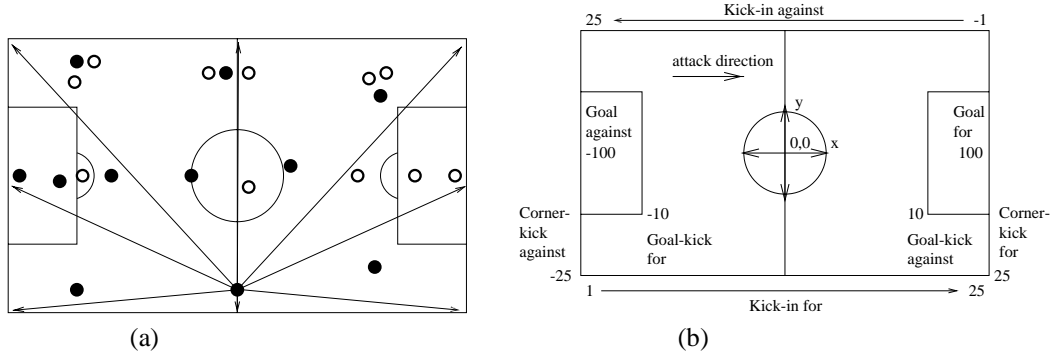 25
Kick-in against
-1
attack direction
Goal
against
-100
y
0,0
x
Goal
for
100
Corner-
kick
against
-25
-10
Goal-kick
for
10
Goal-kick
against
Corner-
kick
for
25
1
Kick-in for
25
(a)
(b)